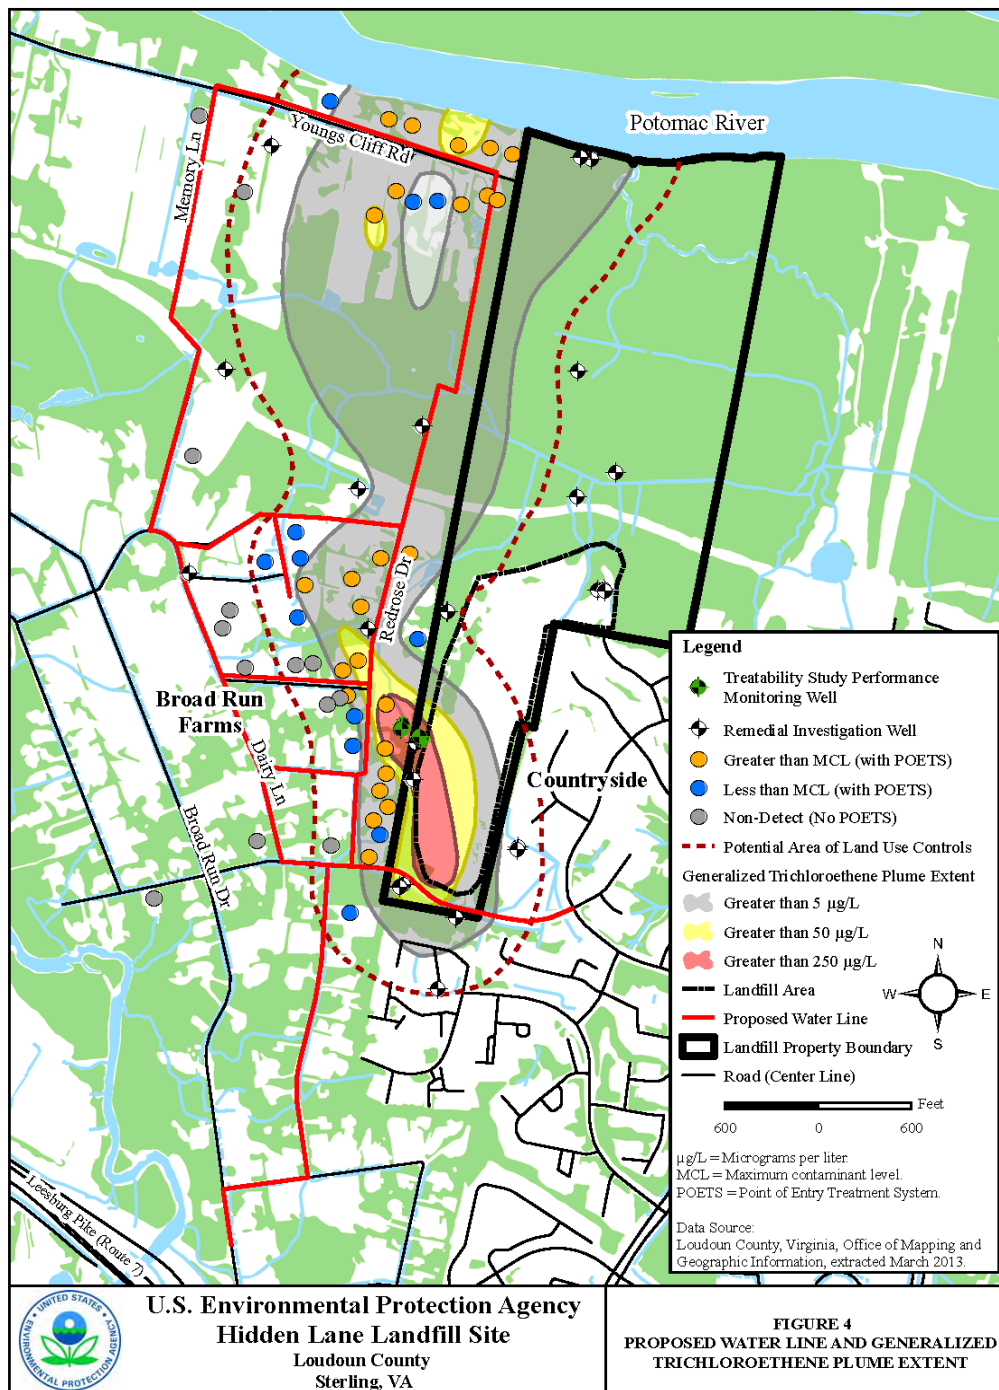 Potomac River
Youngs Cliff Rd
Memory Ln
Redrose Dr
Broad Run
Farms
Dairy Ln
Broad Run Dr
Countryside
Leesburg Pike (Route 7)
Legend
Treatability Study Performance
Monitoring Well
Remedial Investigation Well
Greater than MCL (with POETS)
Less than MCL (with POETS)
Non-Detect (No POETS)
Potential Area of Land Use Controls
Generalized Trichloroethene Plume Extent
Greater than 5 µg/L
Greater than 50 µg/L
Greater than 250 µg/L
Landfill Area
Proposed Water Line
Landfill Property Boundary
Road (Center Line)
N
W
E
S
Feet
600 0 600
µg/L = Micrograms per liter.
MCL = Maximum contaminant level.
POETS = Point of Entry Treatment System.
Data Source:
Loudoun County, Virginia, Office of Mapping and
Geographic Information, extracted March 2013.
UNITED STATES
ENVIRONMENTAL PROTECTION AGENCY
U.S. Environmental Protection Agency
Hidden Lane Landfill Site
Loudoun County
Sterling, VA
FIGURE 4
PROPOSED WATER LINE AND GENERALIZED
TRICHLOROETHENE PLUME EXTENT